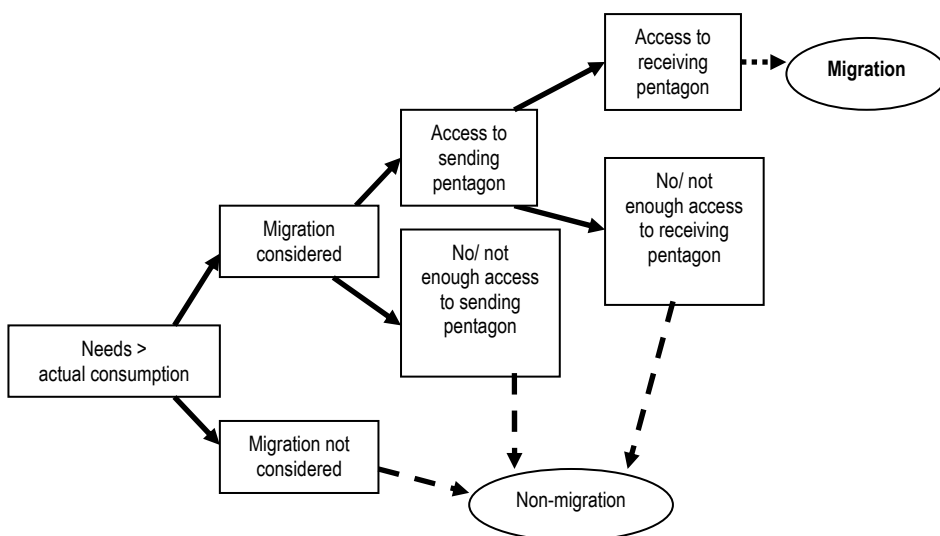 Access to
receiving
pentagon
Migration
Access to
sending
pentagon
No/ not
enough access
to receiving
pentagon
Migration
considered
No/ not
enough access
to sending
pentagon
Needs >
actual consumption
Migration not
considered
Non-migration